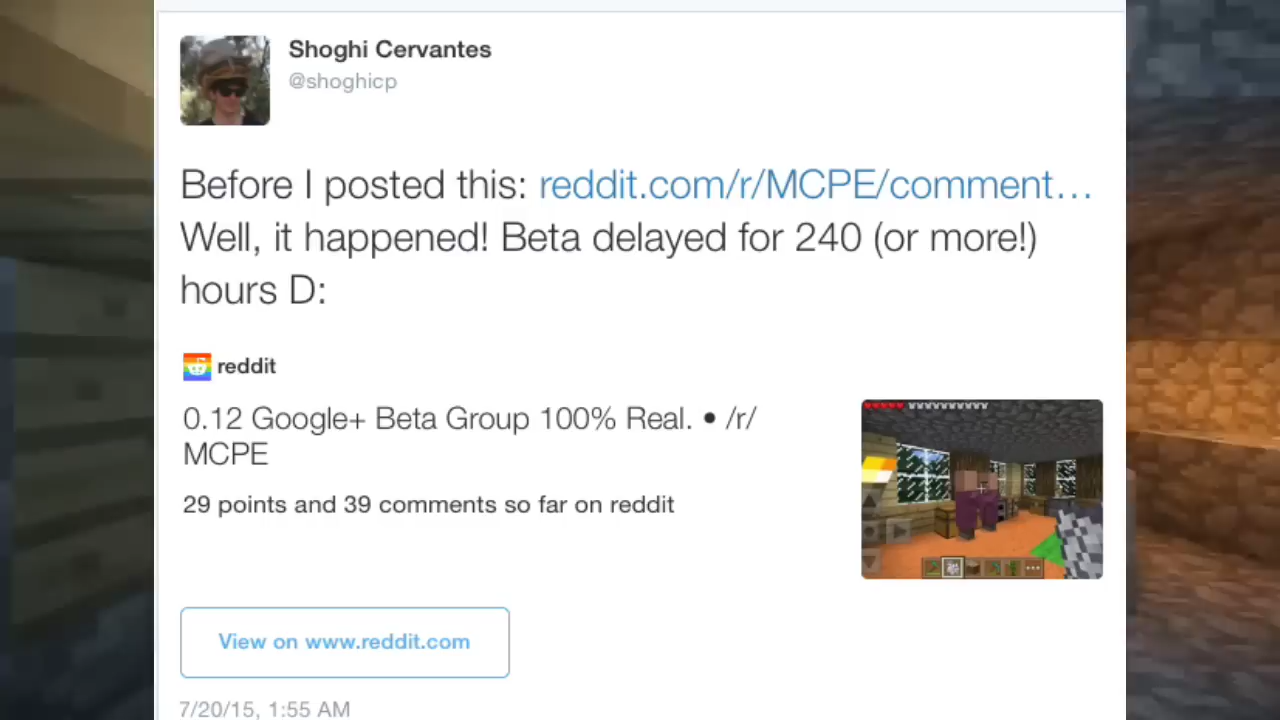 Shoghi Cervantes
@shoghicp
Before I posted this: reddit.com/r/MCPE/comment…
Well, it happened! Beta delayed for 240 (or more!)
hours D:
reddit
0.12 Google+ Beta Group 100% Real. • /r/
MCPE
29 points and 39 comments so far on reddit
View on www.reddit.com
7/20/15, 1:55 AM